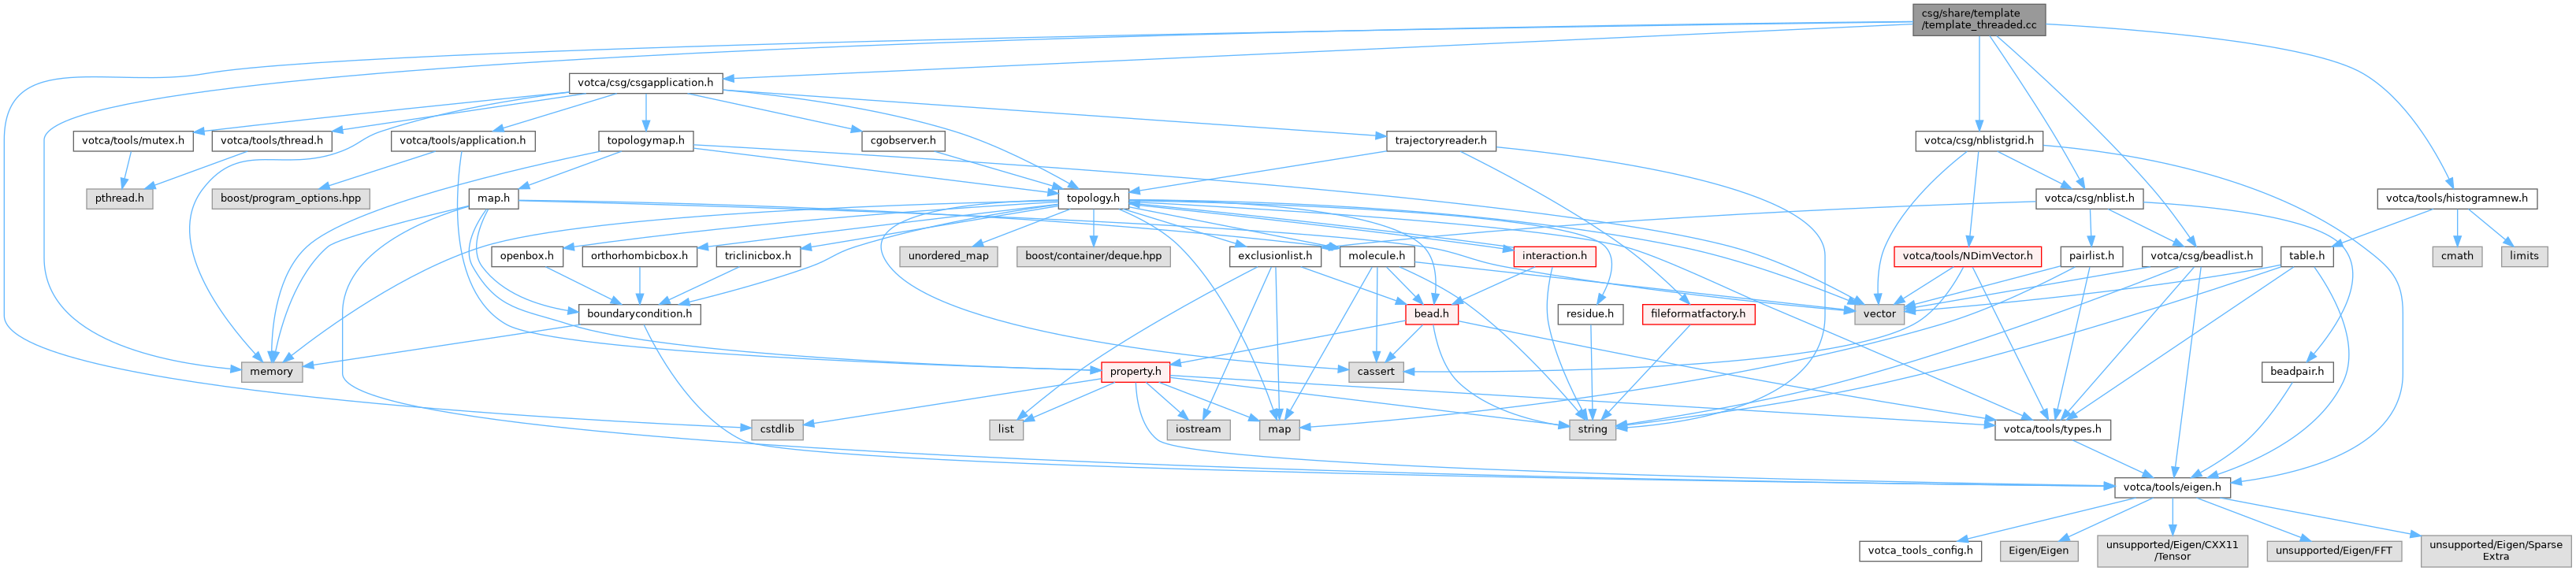 csg/share/template
/template_threaded.cc
votca/csg/csgapplication.h
votca/tools/mutex.h
votca/tools/thread.h
votca/tools/application.h
topologymap.h
cgobserver.h
trajectoryreader.h
votca/csg/nblistgrid.h
pthread.h
boost/program_options.hpp
map.h
topology.h
votca/csg/nblist.h
votca/tools/histogramnew.h
openbox.h
orthorhombicbox.h
triclinicbox.h
unordered_map
boost/container/deque.hpp
exclusionlist.h
molecule.h
interaction.h
votca/tools/NDimVector.h
pairlist.h
votca/csg/beadlist.h
table.h
cmath
limits
boundarycondition.h
bead.h
residue.h
fileformatfactory.h
vector
memory
property.h
cassert
beadpair.h
cstdlib
list
iostream
map
string
votca/tools/types.h
votca/tools/eigen.h
votca_tools_config.h
Eigen/Eigen
unsupported/Eigen/CXX11
/Tensor
unsupported/Eigen/FFT
unsupported/Eigen/Sparse
Extra